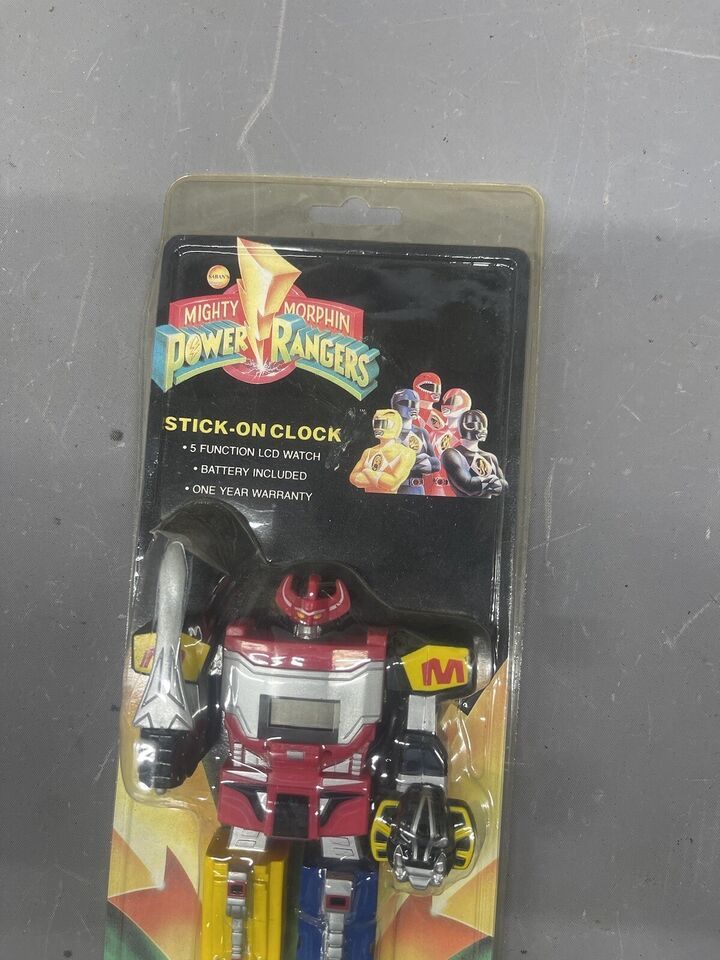 SABAN'S
MIGHTY MORPHIN
POWER RANGERS
STICK-ON CLOCK
• 5 FUNCTION LCD WATCH
• BATTERY INCLUDED
• ONE YEAR WARRANTY
M
M